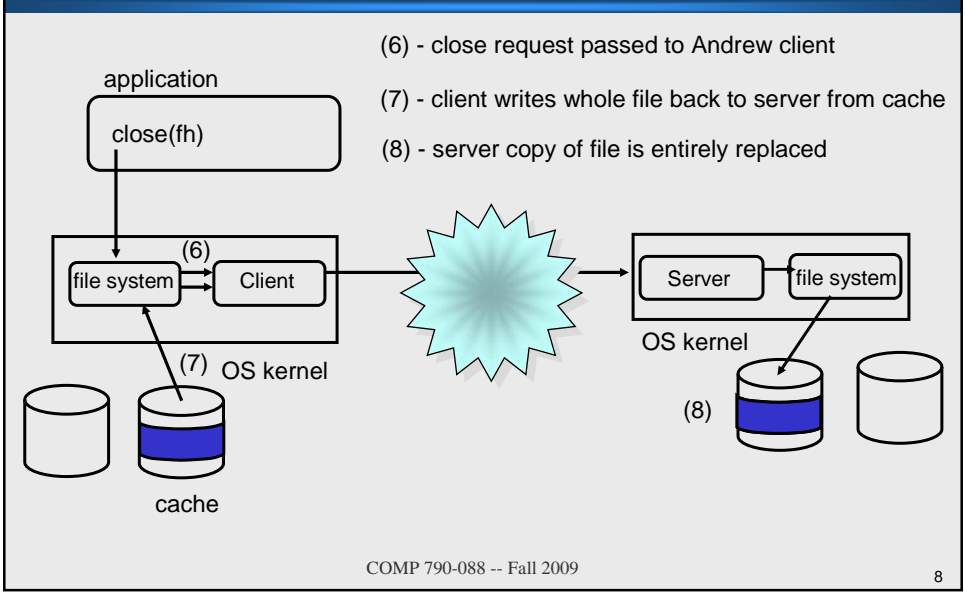 (6) - close request passed to Andrew client
application
(7) - client writes whole file back to server from cache
close(fh)
(8) - server copy of file is entirely replaced
(6)
file system
Client
Server
file system
OS kernel
(7)
OS kernel
(8)
cache
COMP 790-088 -- Fall 2009
8